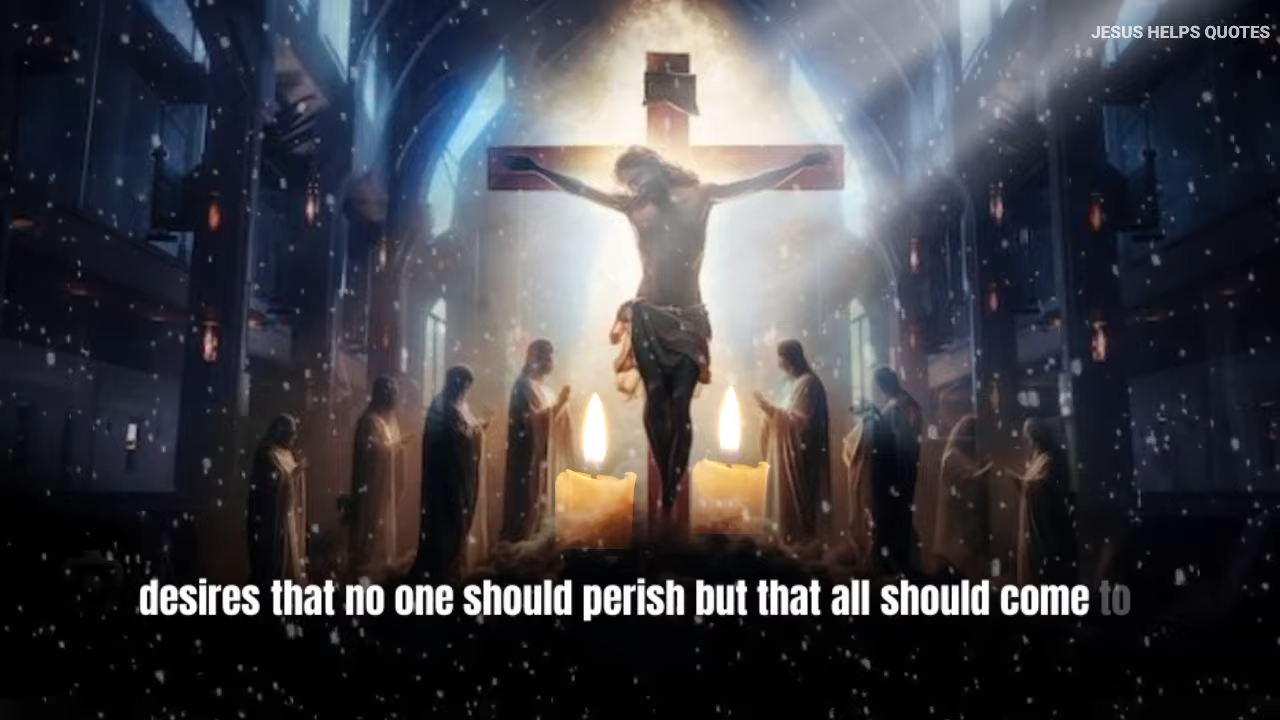 JESUS HELPS QUOTES
desires that no one should perish but that all should come to